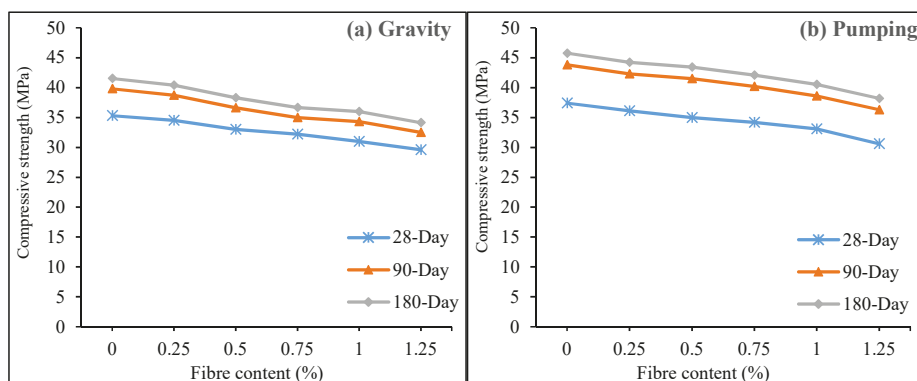 (a) Gravity
Compressive strength (MPa)
50
45
40
35
30
25
20
15
10
5
0
28-Day
90-Day
180-Day
0 0.25 0.5 0.75 1 1.25
Fibre content (%)
(b) Pumping
Compressive strength (MPa)
50
45
40
35
30
25
20
15
10
5
0
28-Day
90-Day
180-Day
0 0.25 0.5 0.75 1 1.25
Fibre content (%)